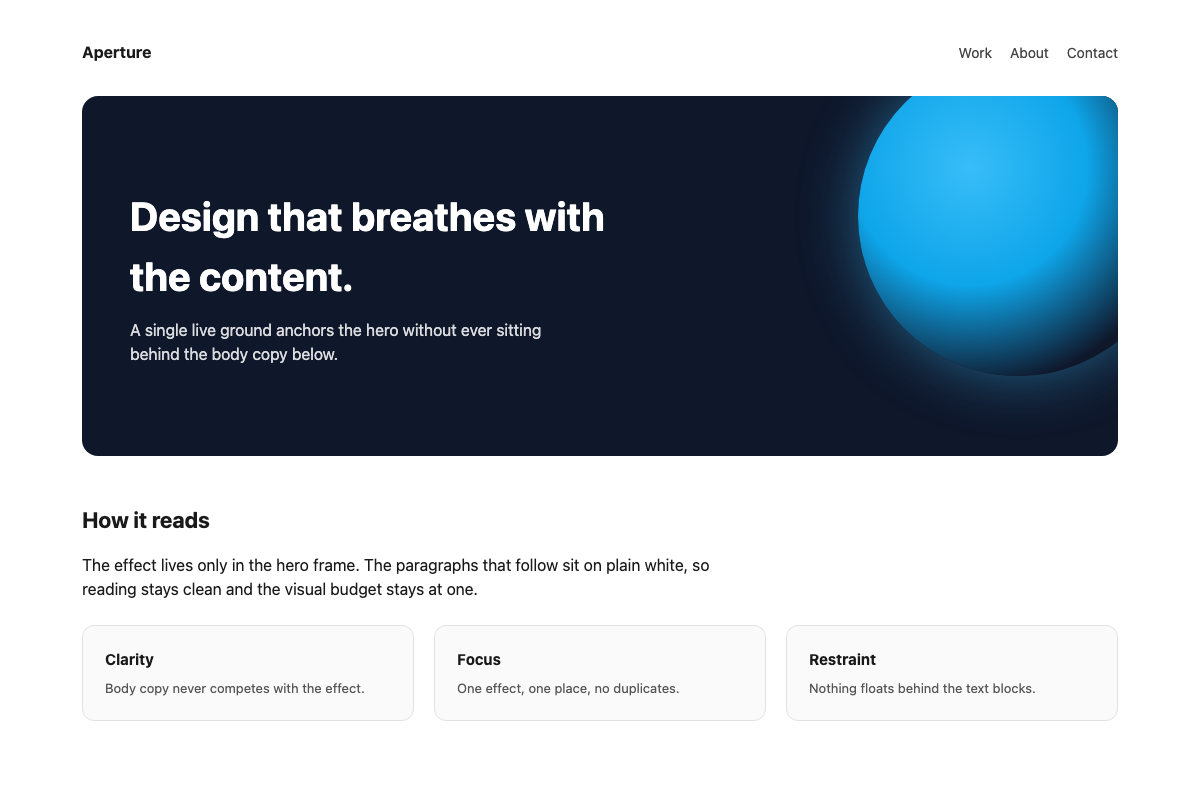 Aperture
Work About Contact
Design that breathes with
the content.
A single live ground anchors the hero without ever sitting
behind the body copy below.
How it reads
The effect lives only in the hero frame. The paragraphs that follow sit on plain white, so
reading stays clean and the visual budget stays at one.
Clarity
Body copy never competes with the effect.
Focus
One effect, one place, no duplicates.
Restraint
Nothing floats behind the text blocks.